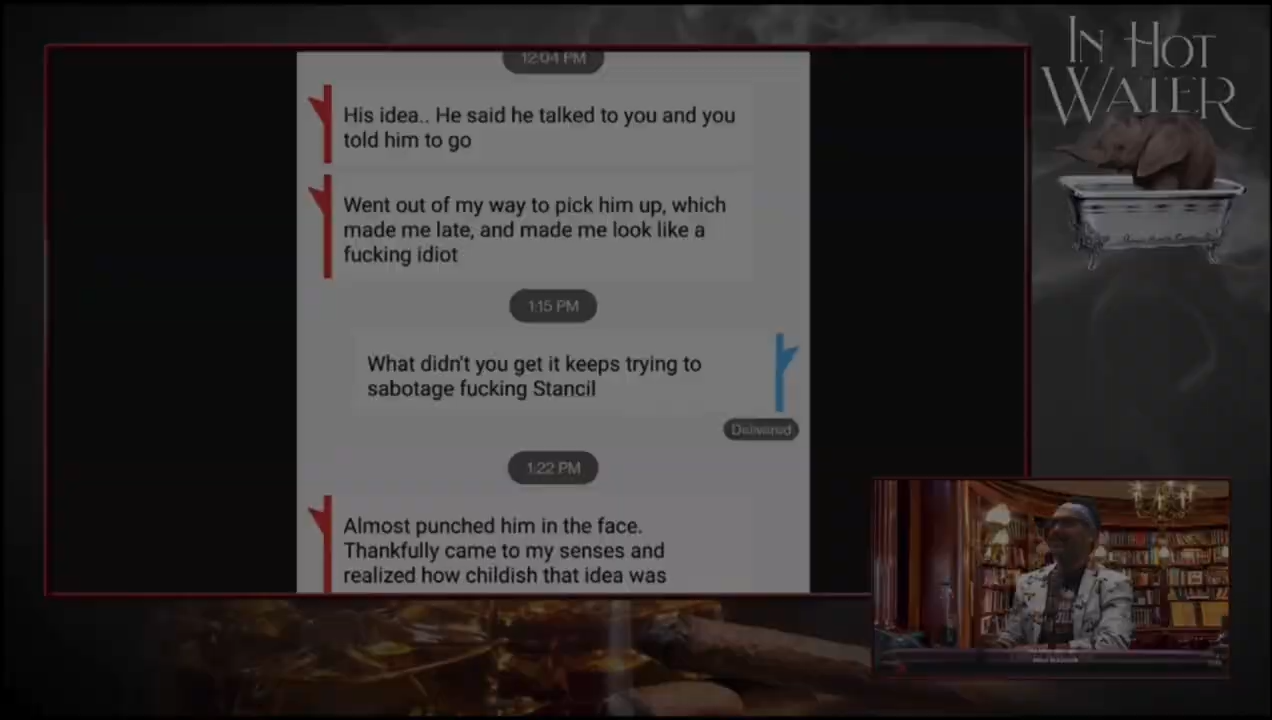 IN HOT
WATER
12:04 PM
His idea.. He said he talked to you and you
told him to go
Went out of my way to pick him up, which
made me late, and made me look like a
fucking idiot
1:15 PM
What didn't you get it keeps trying to
sabotage fucking Stancil
Delivered
1:22 PM
Almost punched him in the face.
Thankfully came to my senses and
realized how childish that idea was